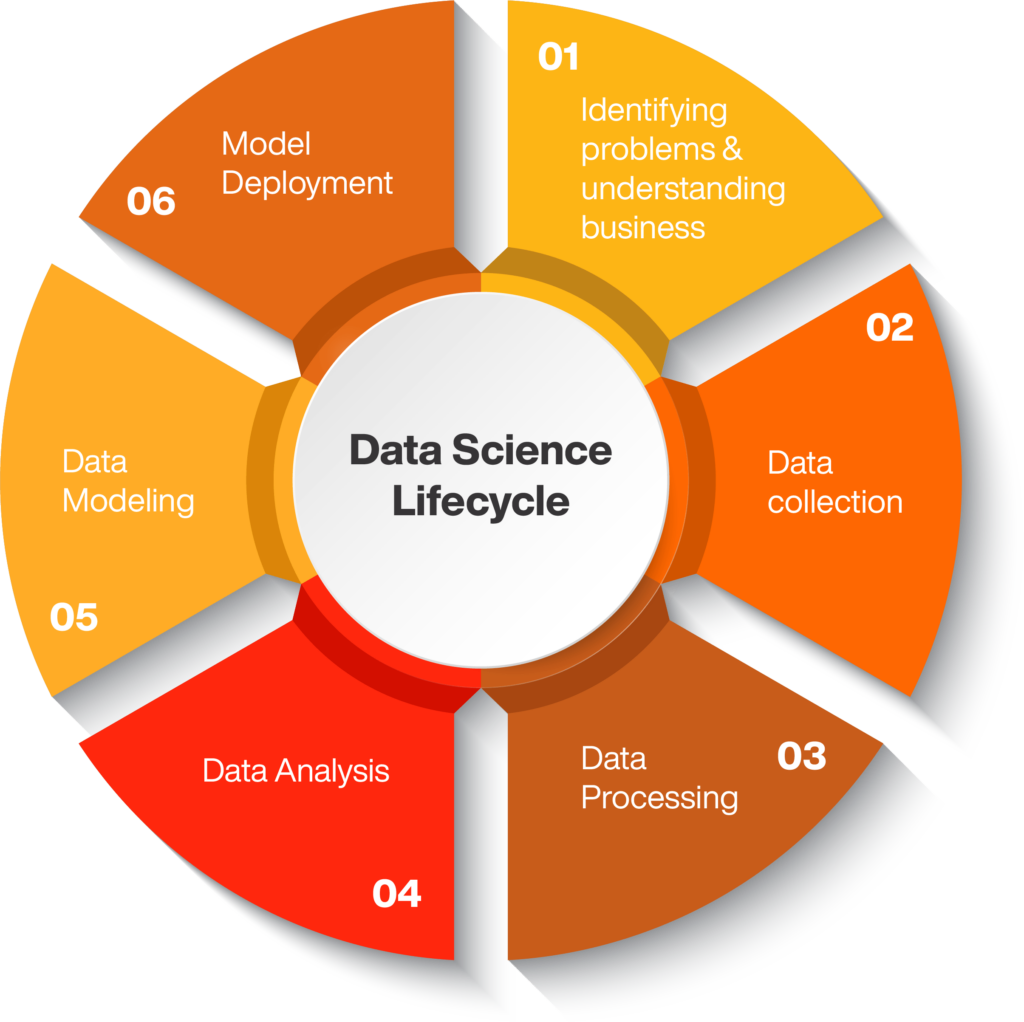 Data Science
Lifecycle
01
Identifying
problems &
understanding
business
02
Data
collection
03
Data
Processing
04
Data Analysis
05
Data
Modeling
06
Model
Deployment